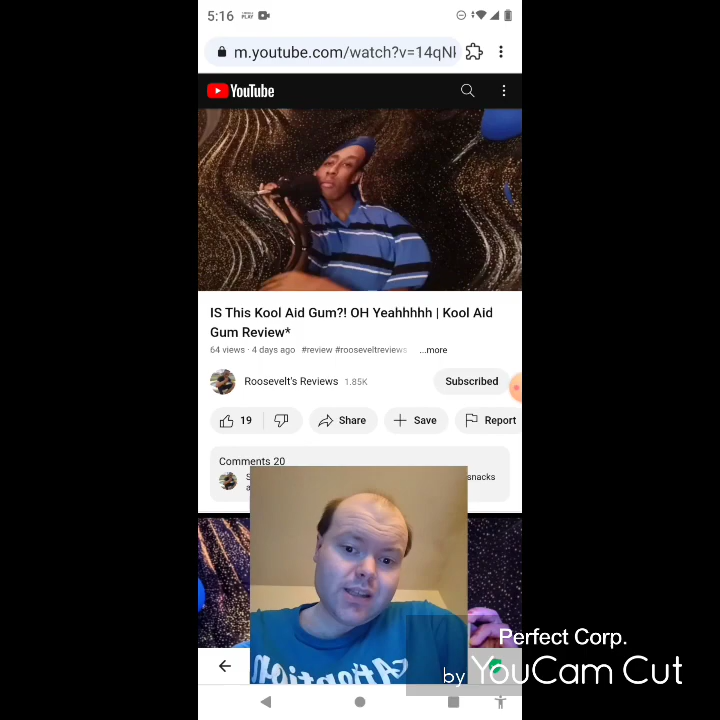 5:16 PLAY
m.youtube.com/watch?v=14qN
YouTube
IS This Kool Aid Gum?! OH Yeahhhhh | Kool Aid
Gum Review*
64 views · 4 days ago #review #rooseveltreviews ...more
Roosevelt's Reviews 1.85K Subscribed
19 Share Save Report
Comments 20
snacks
Perfect Corp.
by YouCam Cut